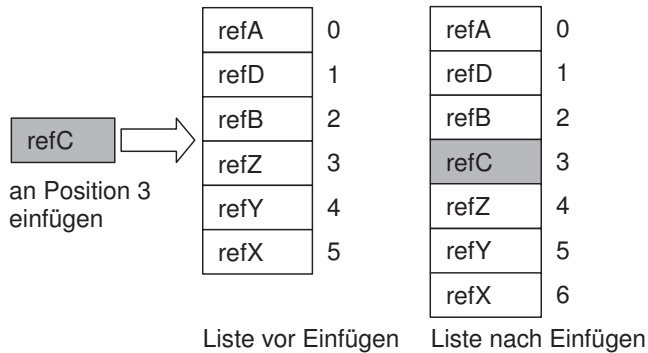 refC
an Position 3
einfügen
refA 0
refD 1
refB 2
refZ 3
refY 4
refX 5
Liste vor Einfügen
refA 0
refD 1
refB 2
refC 3
refZ 4
refY 5
refX 6
Liste nach Einfügen